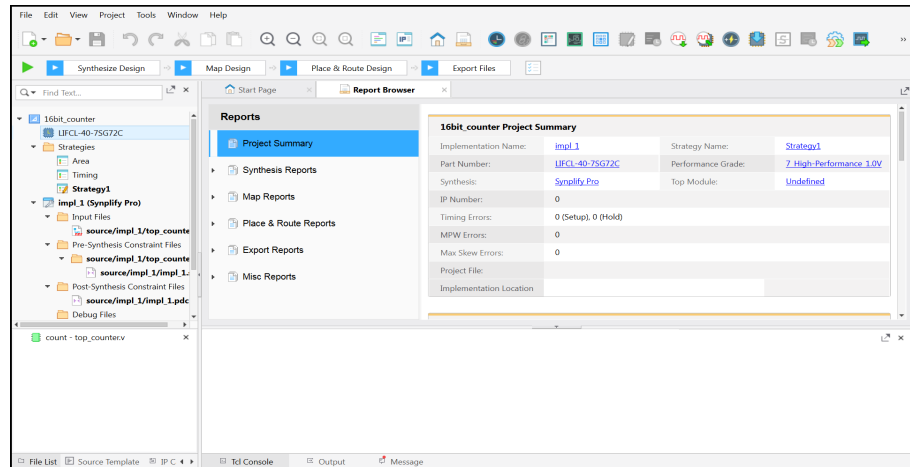 File Edit View Project Tools Window Help
Synthesize Design Map Design Place & Route Design Export Files
Find Text...
Start Page Report Browser
16bit_counter
LIFCL-40-7SG72C
Strategies
Area
Timing
Strategy1
impl_1 (Synplify Pro)
Input Files
source/impl_1/top_counte
Pre-Synthesis Constraint Files
source/impl_1/top_counte
source/impl_1/impl_1.
Post-Synthesis Constraint Files
source/impl_1/impl_1.pdc
Debug Files
Reports
Project Summary
Synthesis Reports
Map Reports
Place & Route Reports
Export Reports
Misc Reports
16bit_counter Project Summary
Implementation Name: impl_1 Strategy Name: Strategy1
Part Number: LIFCL-40-7SG72C Performance Grade: 7_High-Performance_1.0V
Synthesis: Synplify Pro Top Module: Undefined
IP Number: 0
Timing Errors: 0 (Setup), 0 (Hold)
MPW Errors: 0
Max Skew Errors: 0
Project File:
Implementation Location
count - top_counter.v
File List Source Template IP C
Tcl Console Output Message